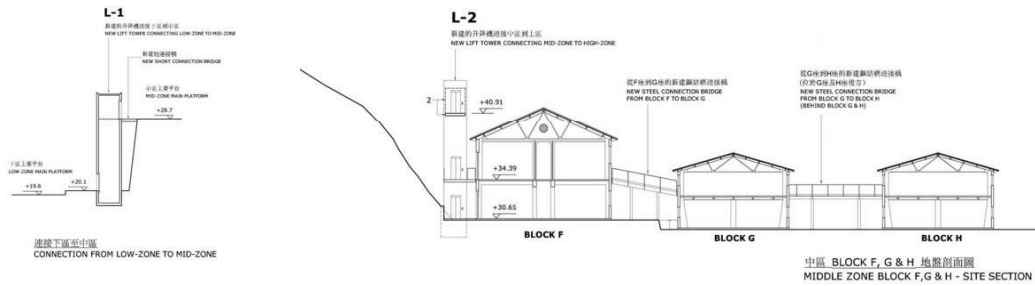 L-1
新建的升降機連接下區到中區
NEW LIFT TOWER CONNECTING LOW-ZONE TO MID-ZONE
新建短連接橋
NEW SHORT CONNECTION BRIDGE
中區主要平台
MID-ZONE MAIN PLATFORM
+28.7
下區主要平台
LOW-ZONE MAIN PLATFORM
+19.6
+20.1
連接下區至中區
CONNECTION FROM LOW-ZONE TO MID-ZONE
L-2
新建的升降機連接中區到上區
NEW LIFT TOWER CONNECTING MID-ZONE TO HIGH-ZONE
2
+40.91
+34.39
+30.65
從F座到G座的新建鋼結構連接橋
NEW STEEL CONNECTION BRIDGE
FROM BLOCK F TO BLOCK G
從G座到H座的新建鋼結構連接橋
(位於G座及H座後方)
NEW STEEL CONNECTION BRIDGE
FROM BLOCK G TO BLOCK H
(BEHIND BLOCK G & H)
BLOCK F
BLOCK G
BLOCK H
中區 BLOCK F, G & H 地盤剖面圖
MIDDLE ZONE BLOCK F,G & H - SITE SECTION